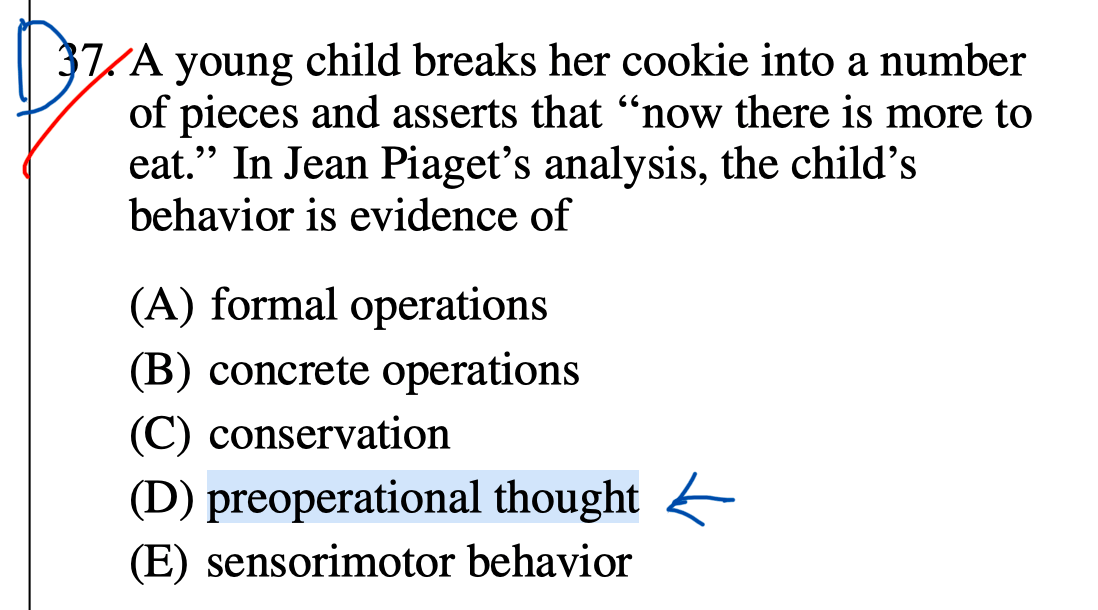 D
37. A young child breaks her cookie into a number
of pieces and asserts that “now there is more to
eat.” In Jean Piaget’s analysis, the child’s
behavior is evidence of
(A) formal operations
(B) concrete operations
(C) conservation
(D) preoperational thought
(E) sensorimotor behavior